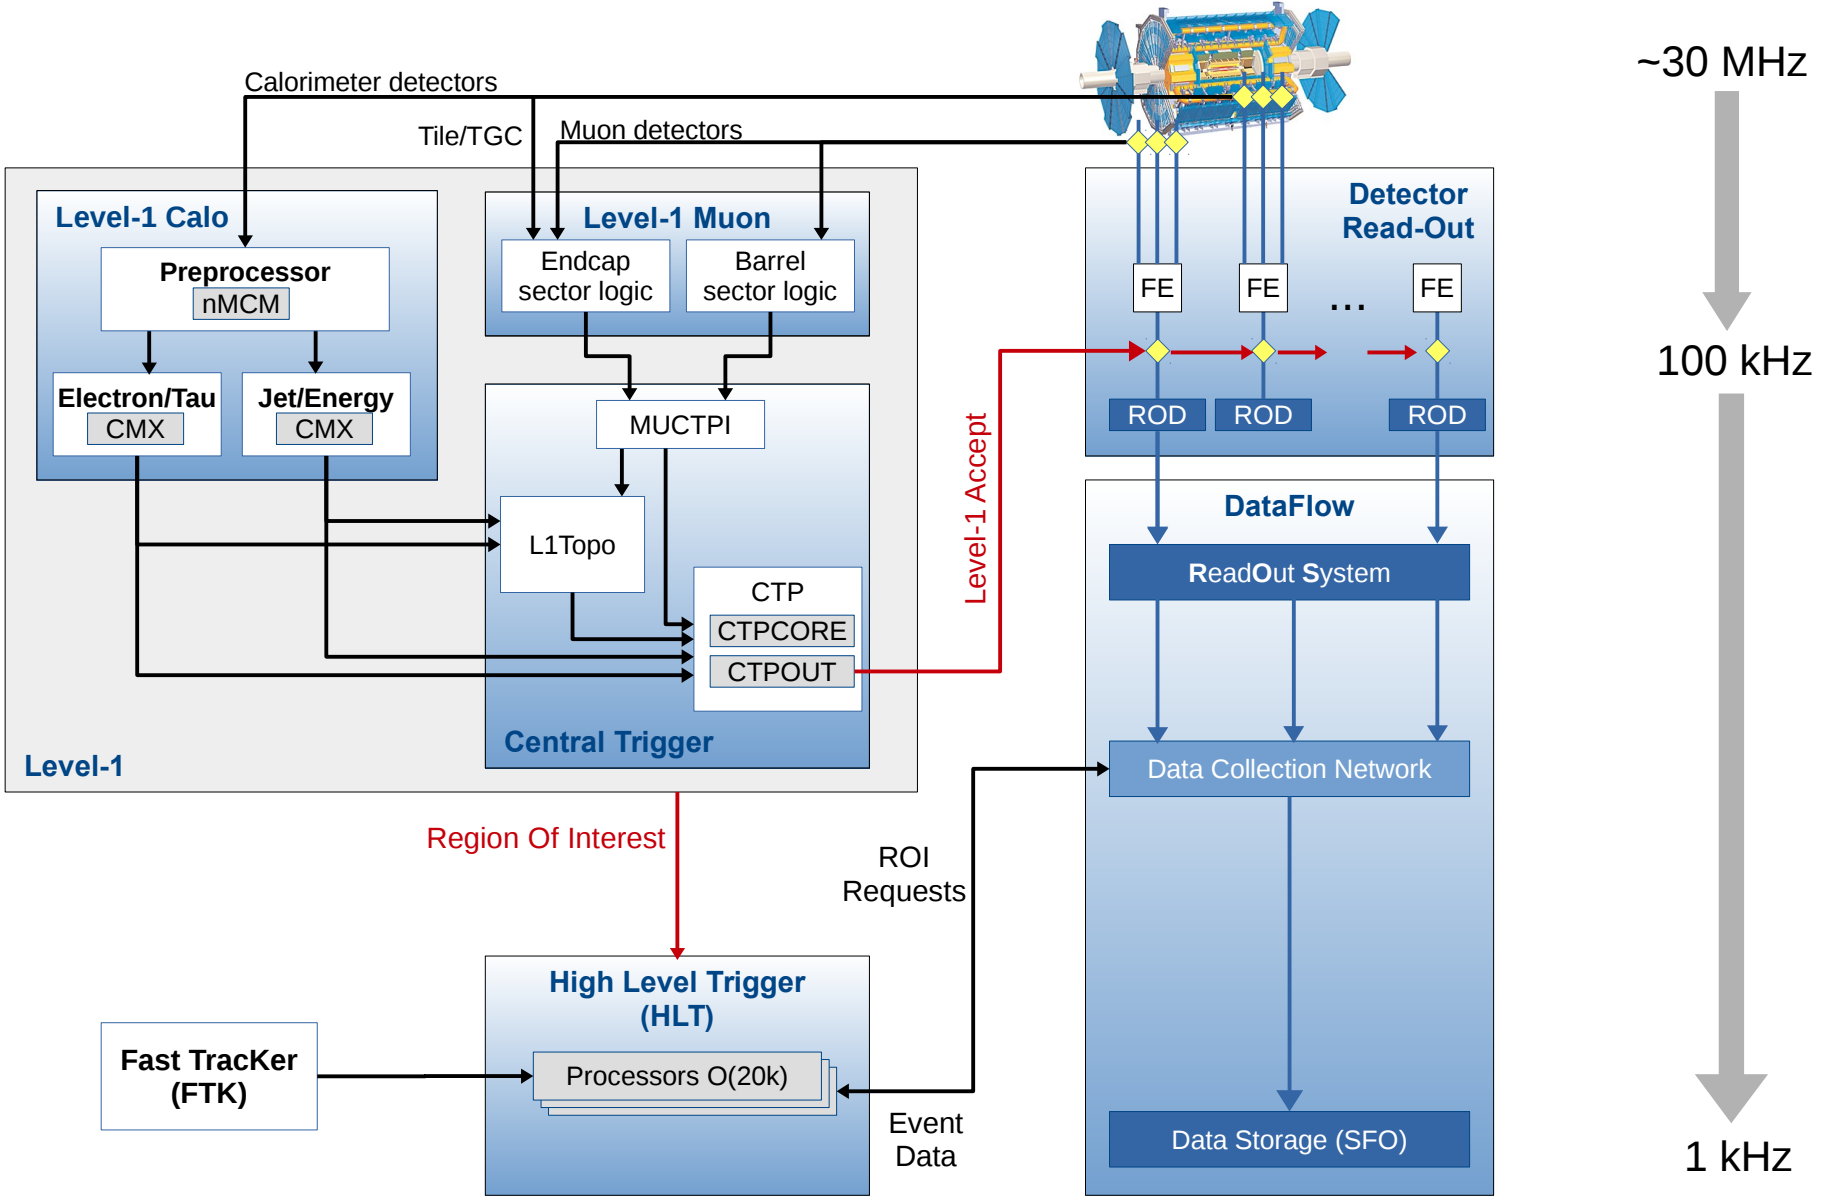 ~30 MHz
Calorimeter detectors
Tile/TGC
Muon detectors
Level-1 Calo
Preprocessor
nMCM
Electron/Tau
CMX
Jet/Energy
CMX
Level-1 Muon
Endcap
sector logic
Barrel
sector logic
MUCTPI
L1Topo
CTP
CTPCORE
CTPOUT
Central Trigger
Level-1
Level-1 Accept
Detector
Read-Out
FE
FE
...
FE
ROD
ROD
ROD
100 kHz
DataFlow
ReadOut System
Data Collection Network
Data Storage (SFO)
Region Of Interest
ROI
Requests
High Level Trigger
(HLT)
Processors O(20k)
Fast TracKer
(FTK)
Event
Data
1 kHz